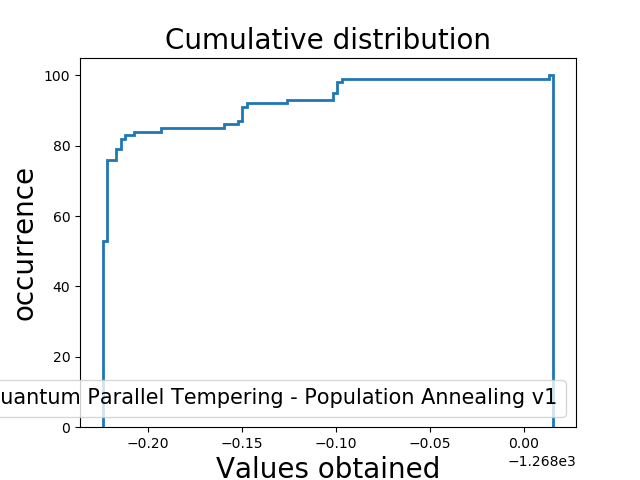 Cumulative distribution
occurrence
100
80
60
40
20
0
uantum Parallel Tempering - Population Annealing v1
−0.20 −0.15 −0.10 −0.05 0.00
−1.268e3
Values obtained